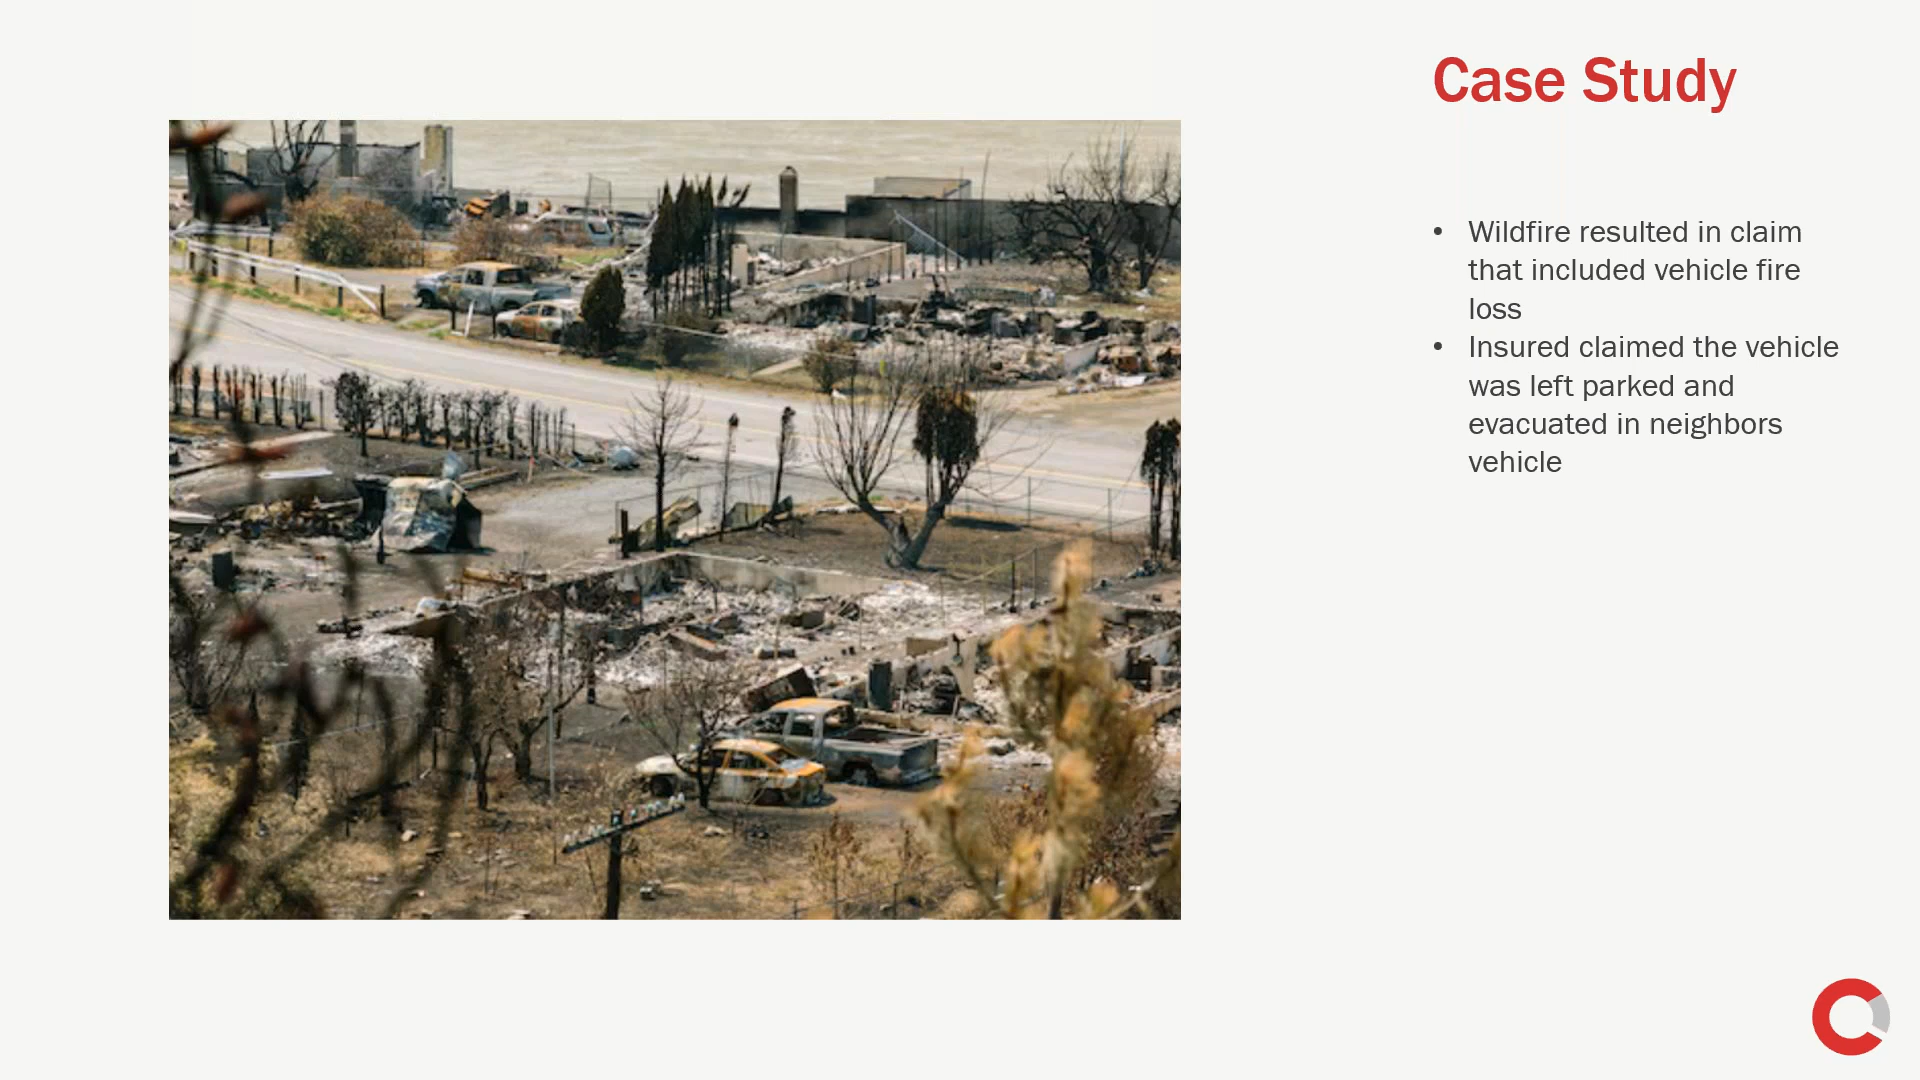 Case Study
• Wildfire resulted in claim
that included vehicle fire
loss
• Insured claimed the vehicle
was left parked and
evacuated in neighbors
vehicle